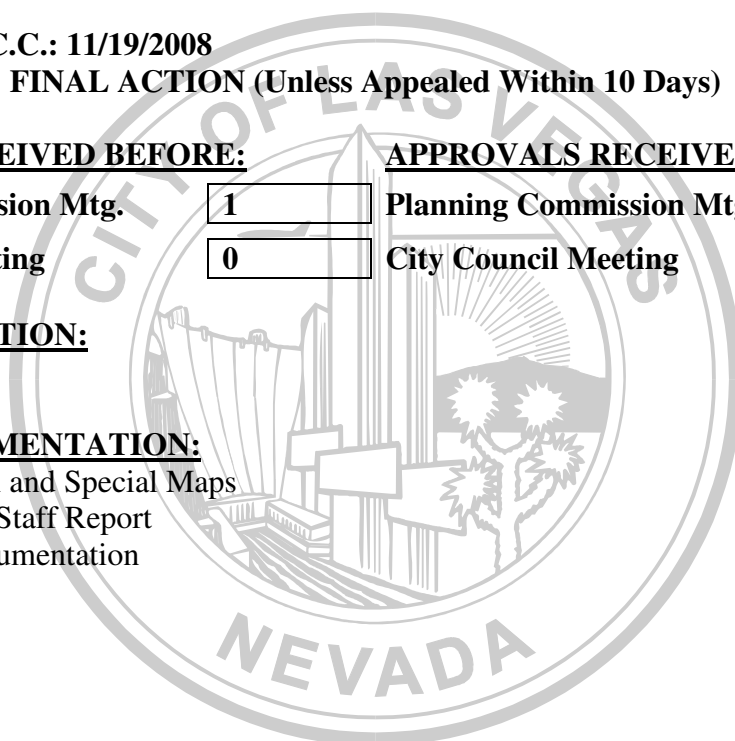 C.C.: 11/19/2008
FINAL ACTION (Unless Appealed Within 10 Days)
EIVED BEFORE: APPROVALS RECEIVE
sion Mtg. 1 Planning Commission Mt
ting 0 City Council Meeting
TION:
MENTATION:
and Special Maps
Staff Report
umentation
CITY OF LAS VEGAS
NEVADA